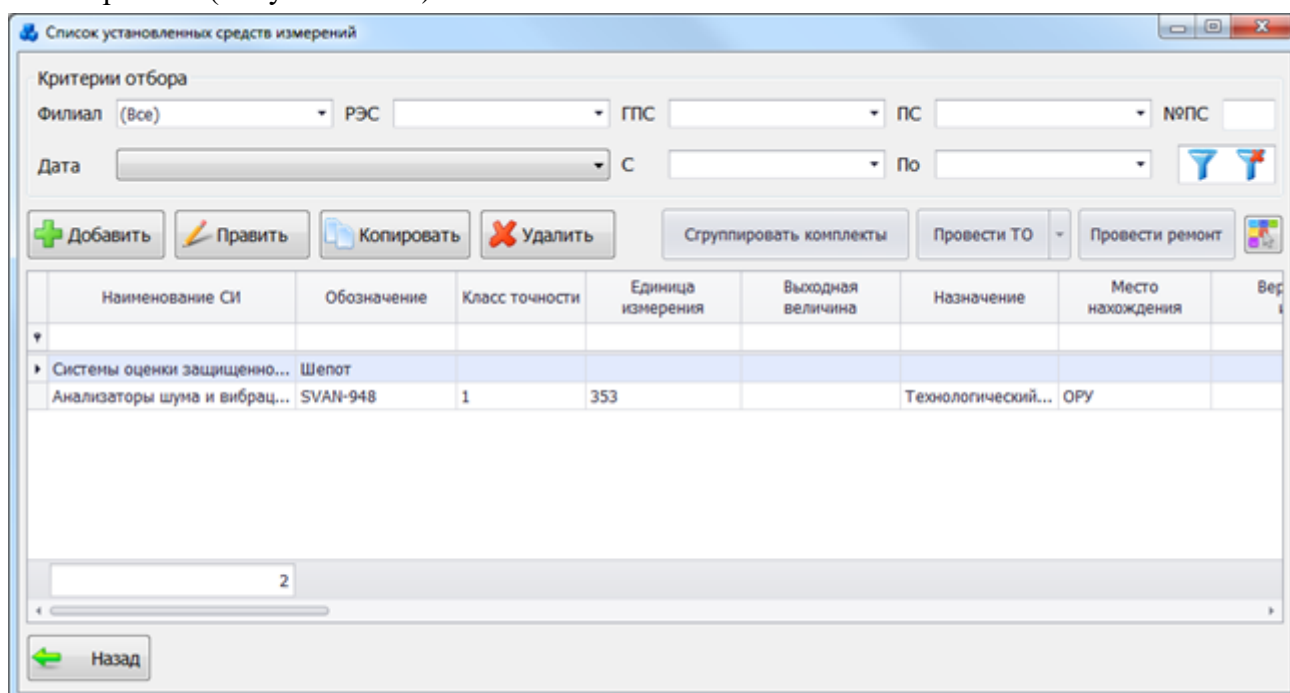 Список установленных средств измерений
Критерии отбора
Филиал (Все) РЭС ГПС ПС №ПС
Дата С По
Добавить Править Копировать Удалить Сгруппировать комплекты Провести ТО Провести ремонт
Наименование СИ Обозначение Класс точности Единица измерения Выходная величина Назначение Место нахождения
Системы оценки защищенно... Шепот
Анализаторы шума и вибрац... SVAN-948 1 353 Технологический... ОРУ
2
Назад